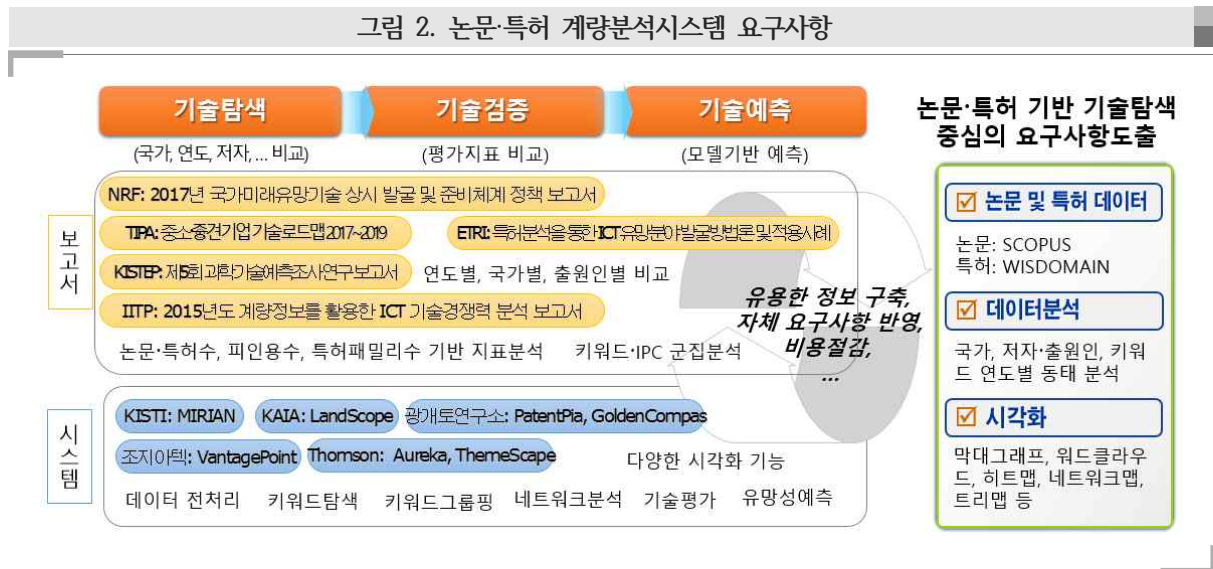 그림 2. 논문·특허 계량분석시스템 요구사항
기술탐색
기술검증
기술예측
(국가, 연도, 저자, ... 비교)
(평가지표 비교)
(모델기반 예측)
보고서
NRF: 2017년 국가미래유망기술 상시 발굴 및 준비체계 정책 보고서
TIPA: 중소중견기업 기술로드맵2017~2019
ETRI: 특허분석을 통한 ICT 유망분야 발굴방법론 및 적용사례
KISTEP: 제5회 과학기술예측조사연구보고서
연도별, 국가별, 출원인별 비교
IITP: 2015년도 계량정보를 활용한 ICT 기술경쟁력 분석 보고서
논문·특허수, 피인용수, 특허패밀리수 기반 지표분석
키워드·IPC 군집분석
유용한 정보 구축,
자체 요구사항 반영,
비용절감,
...
시스템
KISTI: MIRIAN
KAIA: LandScope
광개토연구소: PatentPia, GoldenCompas
조지아텍: VantagePoint
Thomson: Aureka, ThemeScape
다양한 시각화 기능
데이터 전처리
키워드탐색
키워드그룹핑
네트워크분석
기술평가
유망성예측
논문·특허 기반 기술탐색
중심의 요구사항도출
논문 및 특허 데이터
논문: SCOPUS
특허: WISDOMAIN
데이터분석
국가, 저자·출원인, 키워
드 연도별 동태 분석
시각화
막대그래프, 워드클라우
드, 히트맵, 네트워크맵,
트리맵 등